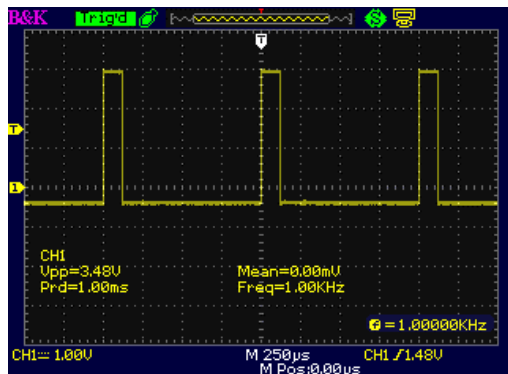 B&K Trig'd
T
T
1
CH1
Vpp=3.48V Mean=0.00mV
Prd=1.00ms Freq=1.00KHz
=1.00000KHz
CH1 1.00V M 250µs CH1 1.48V
M Pos:0.00µs